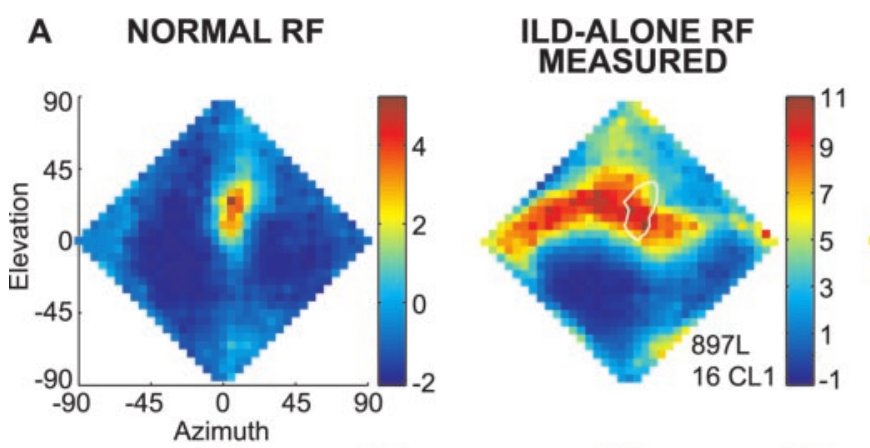 A
NORMAL RF
ILD-ALONE RF
MEASURED
Elevation
90
45
0
-45
-90
-90
-45
0
45
90
Azimuth
4
2
0
-2
11
9
7
5
3
1
-1
897L
16 CL1